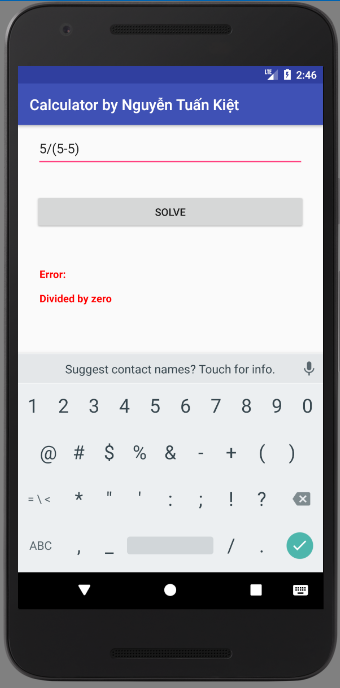 LTE 2:46
Calculator by Nguyễn Tuấn Kiệt
5/(5-5)
SOLVE
Error:
Divided by zero
Suggest contact names? Touch for info.
1 2 3 4 5 6 7 8 9 0
@ # $ % & - + ( )
= \ < * " ' : ; ! ?
ABC , _ / .